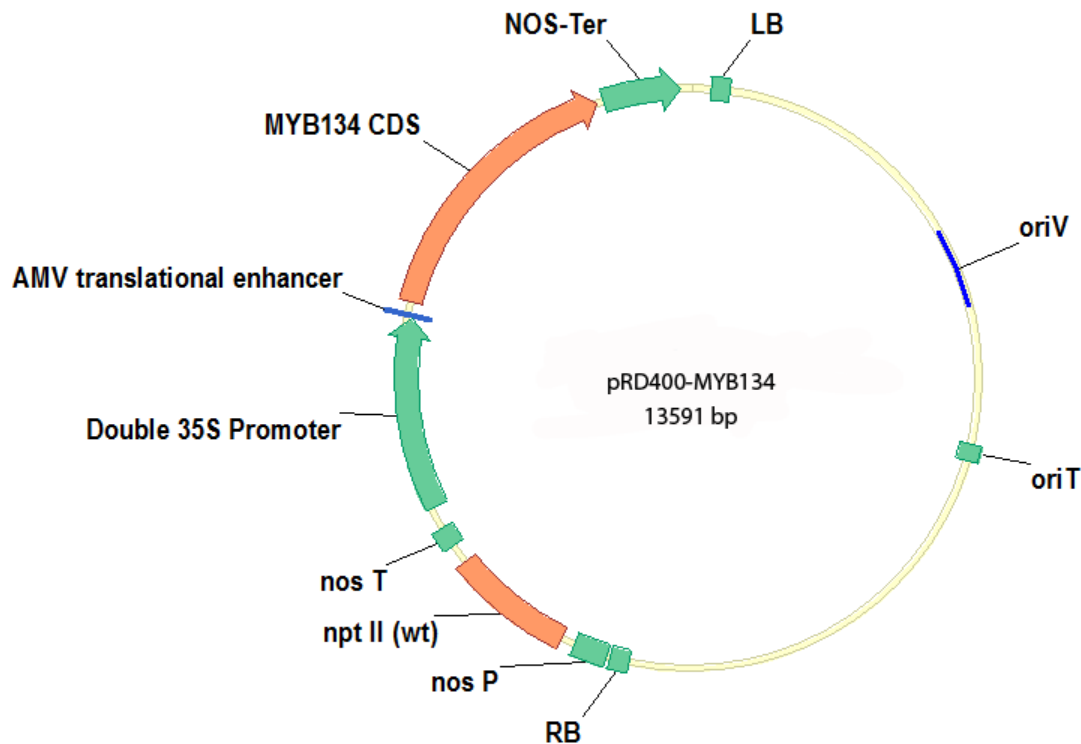 NOS-Ter
LB
MYB134 CDS
oriV
AMV translational enhancer
pRD400-MYB134
13591 bp
Double 35S Promoter
oriT
nos T
npt II (wt)
nos P
RB